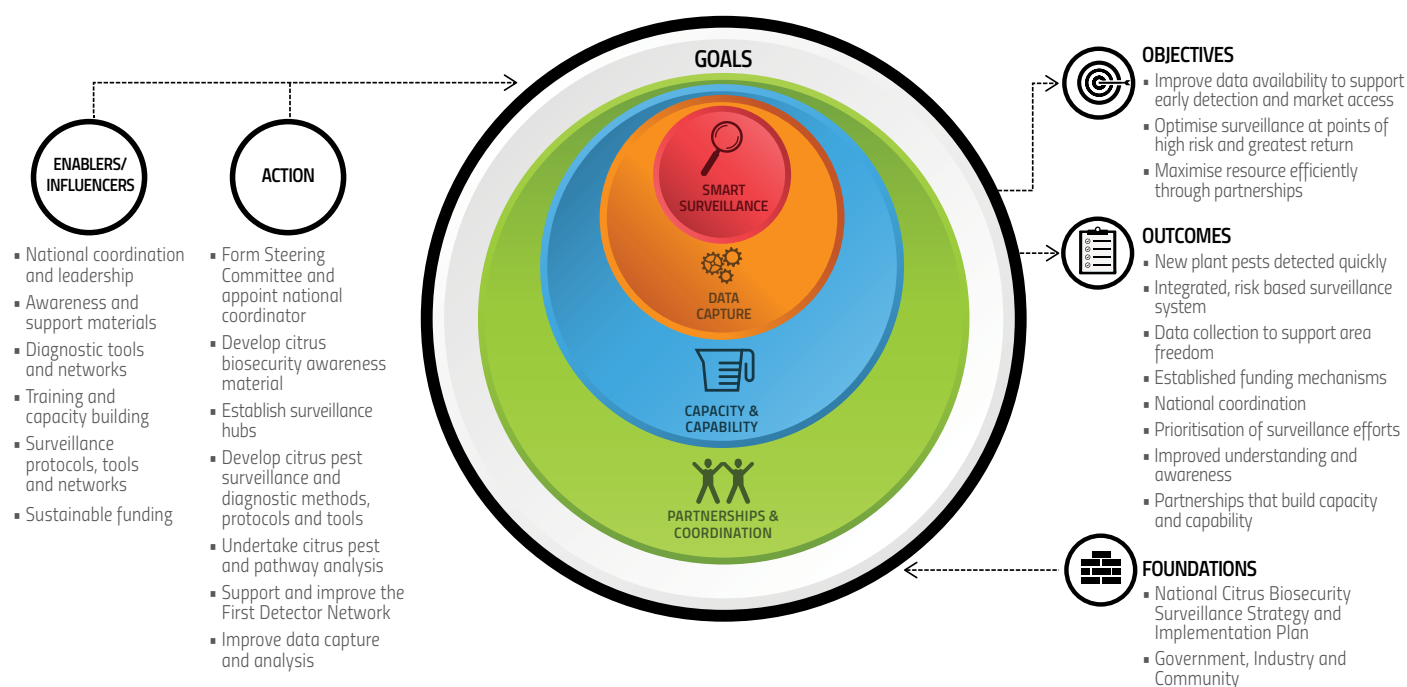 ENABLERS/
INFLUENCERS
▪ National coordination
and leadership
▪ Awareness and
support materials
▪ Diagnostic tools
and networks
▪ Training and
capacity building
▪ Surveillance
protocols, tools
and networks
▪ Sustainable funding
ACTION
▪ Form Steering
Committee and
appoint national
coordinator
▪ Develop citrus
biosecurity awareness
material
▪ Establish surveillance
hubs
▪ Develop citrus pest
surveillance and
diagnostic methods,
protocols and tools
▪ Undertake citrus pest
and pathway analysis
▪ Support and improve the
First Detector Network
▪ Improve data capture
and analysis
GOALS
SMART
SURVEILLANCE
DATA
CAPTURE
CAPACITY &
CAPABILITY
PARTNERSHIPS &
COORDINATION
OBJECTIVES
▪ Improve data availability to support
early detection and market access
▪ Optimise surveillance at points of
high risk and greatest return
▪ Maximise resource efficiently
through partnerships
OUTCOMES
▪ New plant pests detected quickly
▪ Integrated, risk based surveillance
system
▪ Data collection to support area
freedom
▪ Established funding mechanisms
▪ National coordination
▪ Prioritisation of surveillance efforts
▪ Improved understanding and
awareness
▪ Partnerships that build capacity
and capability
FOUNDATIONS
▪ National Citrus Biosecurity
Surveillance Strategy and
Implementation Plan
▪ Government, Industry and
Community